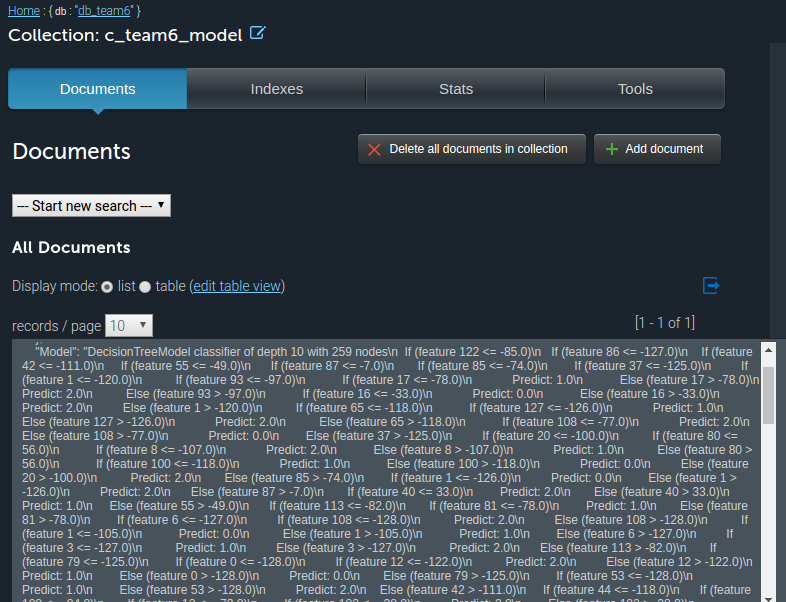 Home : { db : "db_team6" }
Collection: c_team6_model
Documents Indexes Stats Tools
Documents
Delete all documents in collection
Add document
--- Start new search ---
All Documents
Display mode: list table (edit table view)
records / page 10
[1 - 1 of 1]
"Model": "DecisionTreeModel classifier of depth 10 with 259 nodes\n If (feature 122 <= -85.0)\n If (feature 86 <= -127.0)\n If (feature
42 <= -111.0)\n If (feature 55 <= -49.0)\n If (feature 87 <= -7.0)\n If (feature 85 <= -74.0)\n If (feature 37 <= -125.0)\n If
(feature 1 <= -120.0)\n If (feature 93 <= -97.0)\n If (feature 17 <= -78.0)\n Predict: 1.0\n Else (feature 17 > -78.0)\n
Predict: 2.0\n Else (feature 93 > -97.0)\n If (feature 16 <= -33.0)\n Predict: 0.0\n Else (feature 16 > -33.0)\n
Predict: 2.0\n Else (feature 1 > -120.0)\n If (feature 65 <= -118.0)\n If (feature 127 <= -126.0)\n Predict: 1.0\n
Else (feature 127 > -126.0)\n Predict: 2.0\n Else (feature 65 > -118.0)\n If (feature 108 <= -77.0)\n Predict: 2.0\n
Else (feature 108 > -77.0)\n Predict: 0.0\n Else (feature 37 > -125.0)\n If (feature 20 <= -100.0)\n If (feature 80 <=
56.0)\n If (feature 8 <= -107.0)\n Predict: 2.0\n Else (feature 8 > -107.0)\n Predict: 1.0\n Else (feature 80 >
56.0)\n If (feature 100 <= -118.0)\n Predict: 1.0\n Else (feature 100 > -118.0)\n Predict: 0.0\n Else (feature
20 > -100.0)\n Predict: 2.0\n Else (feature 85 > -74.0)\n If (feature 1 <= -126.0)\n Predict: 0.0\n Else (feature 1 >
-126.0)\n Predict: 2.0\n Else (feature 87 > -7.0)\n If (feature 40 <= 33.0)\n Predict: 2.0\n Else (feature 40 > 33.0)\n
Predict: 1.0\n Else (feature 55 > -49.0)\n If (feature 113 <= -82.0)\n If (feature 81 <= -78.0)\n Predict: 1.0\n Else (feature
81 > -78.0)\n If (feature 6 <= -127.0)\n If (feature 108 <= -128.0)\n Predict: 2.0\n Else (feature 108 > -128.0)\n If
(feature 1 <= -105.0)\n Predict: 0.0\n Else (feature 1 > -105.0)\n Predict: 1.0\n Else (feature 6 > -127.0)\n If
(feature 3 <= -127.0)\n Predict: 1.0\n Else (feature 3 > -127.0)\n Predict: 2.0\n Else (feature 113 > -82.0)\n If
(feature 79 <= -125.0)\n If (feature 0 <= -128.0)\n If (feature 12 <= -122.0)\n Predict: 2.0\n Else (feature 12 > -122.0)\n
Predict: 1.0\n Else (feature 0 > -128.0)\n Predict: 0.0\n Else (feature 79 > -125.0)\n If (feature 53 <= -128.0)\n
Predict: 1.0\n Else (feature 53 > -128.0)\n Predict: 2.0\n Else (feature 42 > -111.0)\n If (feature 44 <= -118.0)\n If (feature